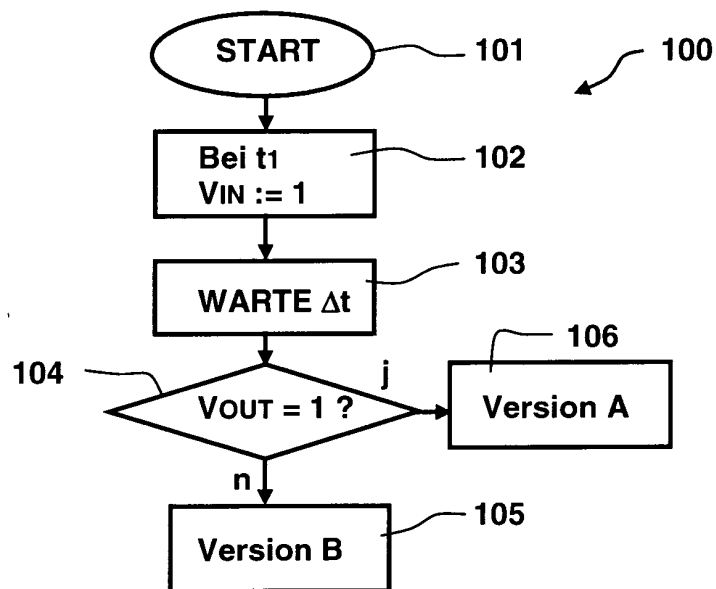 START
101
100
Bei t1
VIN := 1
102
WARTE Δt
103
104
VOUT = 1 ?
j
106
Version A
n
Version B
105